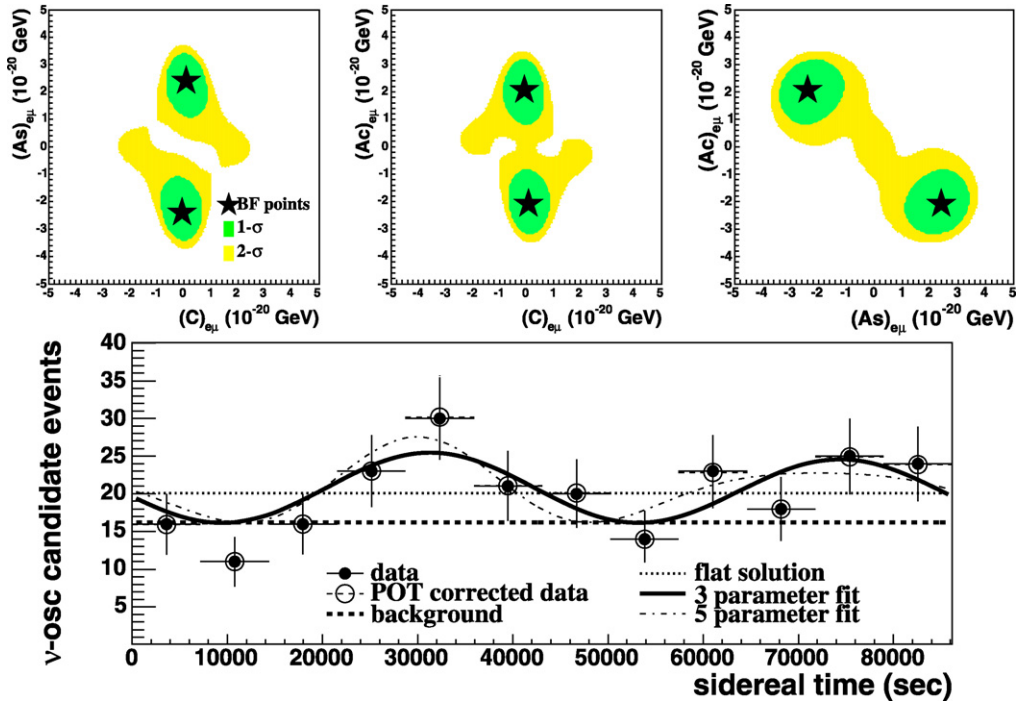 (As)eμ (10⁻²⁰ GeV)
5
4
3
2
1
0
-1
-2
-3
-4
-5
-5 -4 -3 -2 -1 0 1 2 3 4 5
(C)eμ (10⁻²⁰ GeV)
BF points
1-σ
2-σ
(Ac)eμ (10⁻²⁰ GeV)
5
4
3
2
1
0
-1
-2
-3
-4
-5
-5 -4 -3 -2 -1 0 1 2 3 4 5
(C)eμ (10⁻²⁰ GeV)
(Ac)eμ (10⁻²⁰ GeV)
5
4
3
2
1
0
-1
-2
-3
-4
-5
-5 -4 -3 -2 -1 0 1 2 3 4 5
(As)eμ (10⁻²⁰ GeV)
ν-osc candidate events
40
35
30
25
20
16
10
5
data
POT corrected data
background
flat solution
3 parameter fit
5 parameter fit
0 10000 20000 30000 40000 50000 60000 70000 80000
sidereal time (sec)